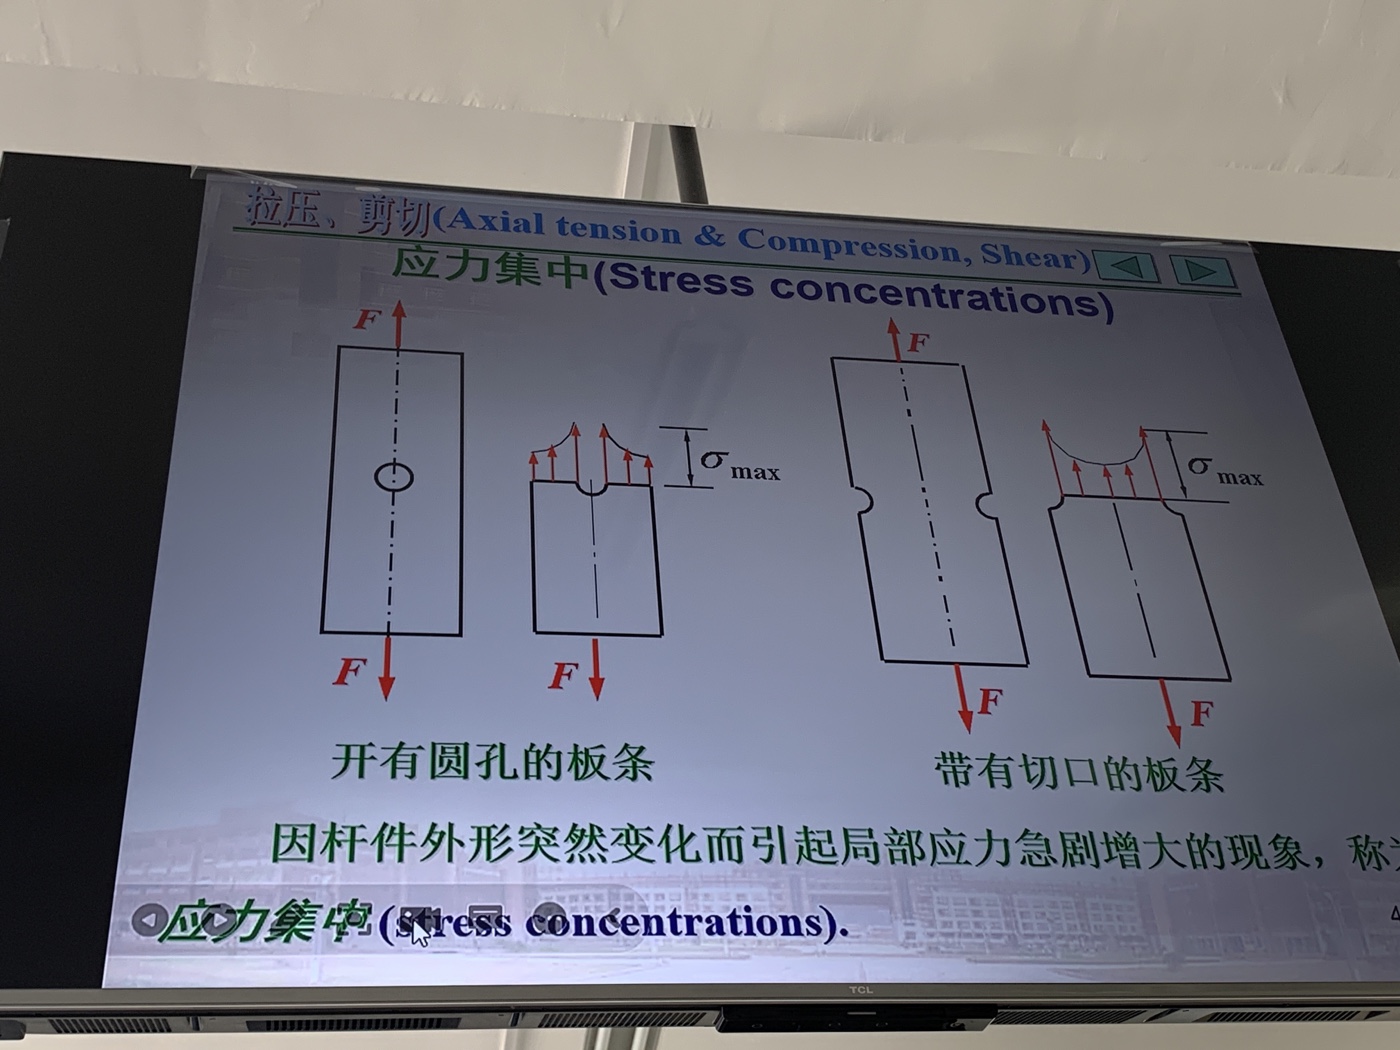 拉压、剪切(Axial tension & Compression, Shear)
应力集中(Stress concentrations)
F
F
σ max
σ max
F
F
F
F
开有圆孔的板条
带有切口的板条
因杆件外形突然变化而引起局部应力急剧增大的现象，称
应力集中 (stress concentrations).
TCL